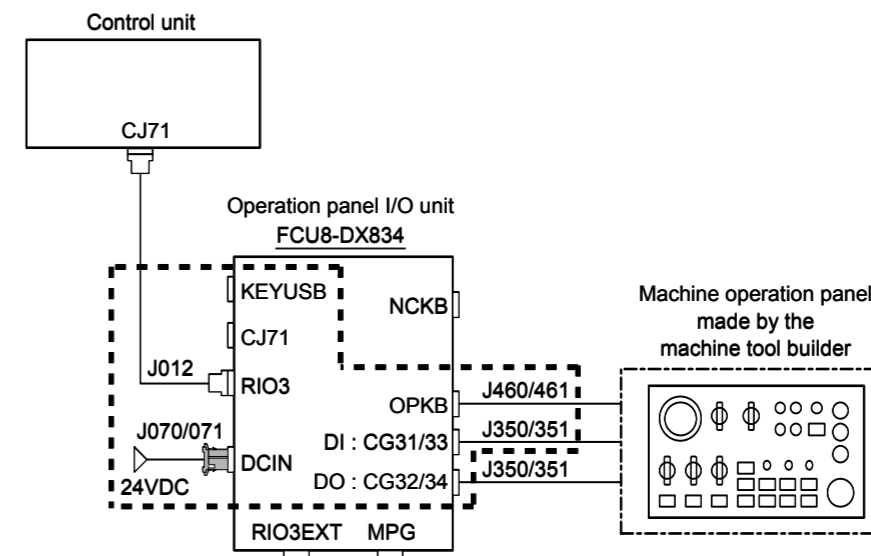 Control unit
CJ71
Operation panel I/O unit
FCU8-DX834
KEYUSB
NCKB
CJ71
Machine operation panel
made by the
machine tool builder
J012
RIO3
J460/461
OPKB
J070/071
J350/351
DI : CG31/33
DCIN
24VDC
J350/351
DO : CG32/34
RIO3EXT
MPG